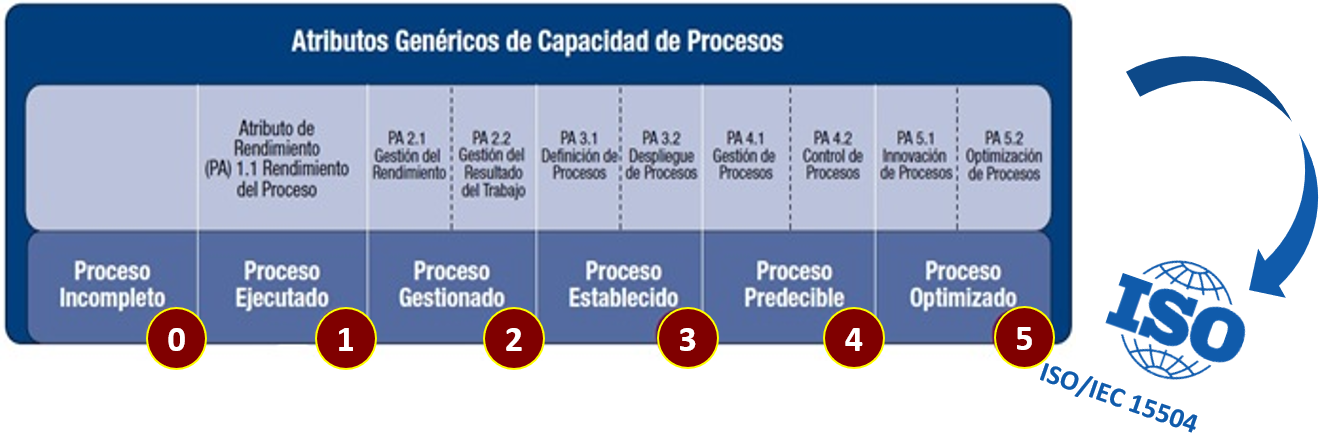 Atributos Genéricos de Capacidad de Procesos
Atributo de
Rendimiento
(PA) 1.1 Rendimiento
del Proceso
PA 2.1
Gestión del
Rendimiento
PA 2.2
Gestión del
Resultado
del Trabajo
PA 3.1
Definición de
Procesos
PA 3.2
Despliegue
de Procesos
PA 4.1
Gestión de
Procesos
PA 4.2
Control de
Procesos
PA 5.1
Innovación
de Procesos
PA 5.2
Optimización
de Procesos
Proceso
Incompleto
0
Proceso
Ejecutado
1
Proceso
Gestionado
2
Proceso
Establecido
3
Proceso
Predecible
4
Proceso
Optimizado
5
ISO
ISO/IEC 15504